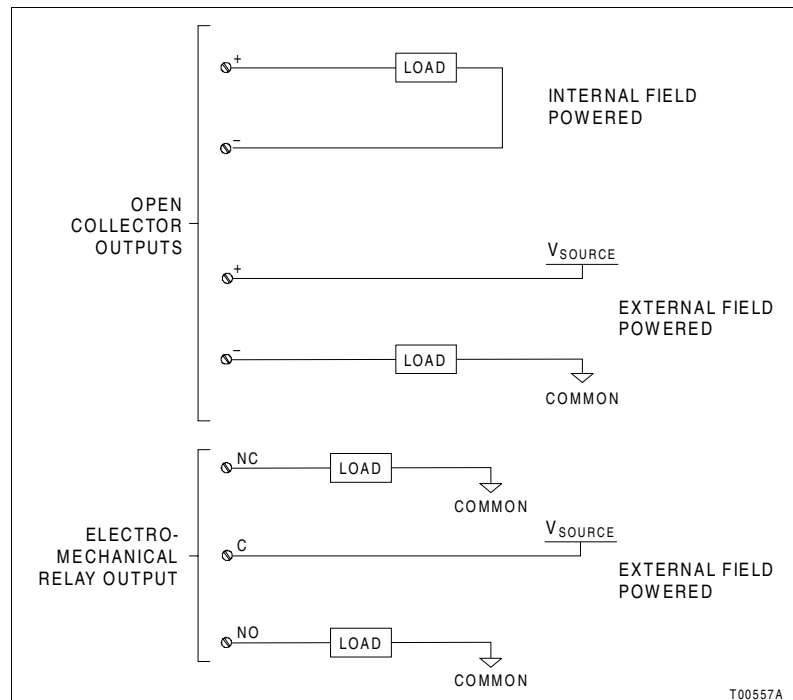 +
LOAD
INTERNAL FIELD
POWERED
–
OPEN
COLLECTOR
OUTPUTS
+
VSOURCE
EXTERNAL FIELD
POWERED
–
LOAD
COMMON
NC
LOAD
COMMON
ELECTRO-
MECHANICAL
RELAY OUTPUT
C
VSOURCE
EXTERNAL FIELD
POWERED
NO
LOAD
COMMON
T00557A